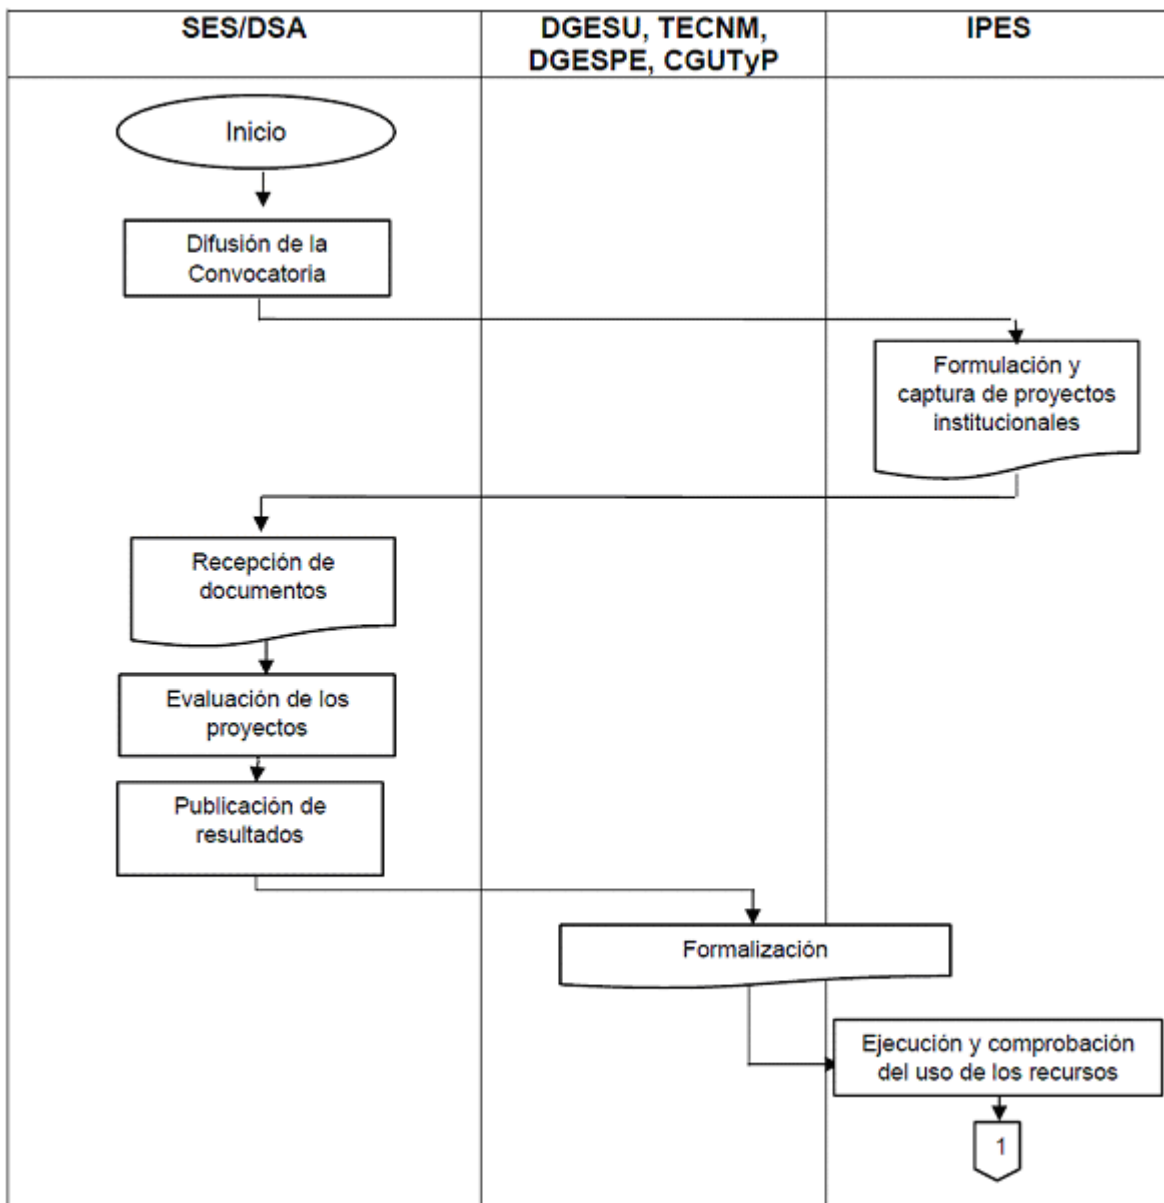 SES/DSA
DGESU, TECNM,
DGESPE, CGUTyP
IPES
Inicio
Difusión de la
Convocatoria
Formulación y
captura de proyectos
institucionales
Recepción de
documentos
Evaluación de los
proyectos
Publicación de
resultados
Formalización
Ejecución y comprobación
del uso de los recursos
1